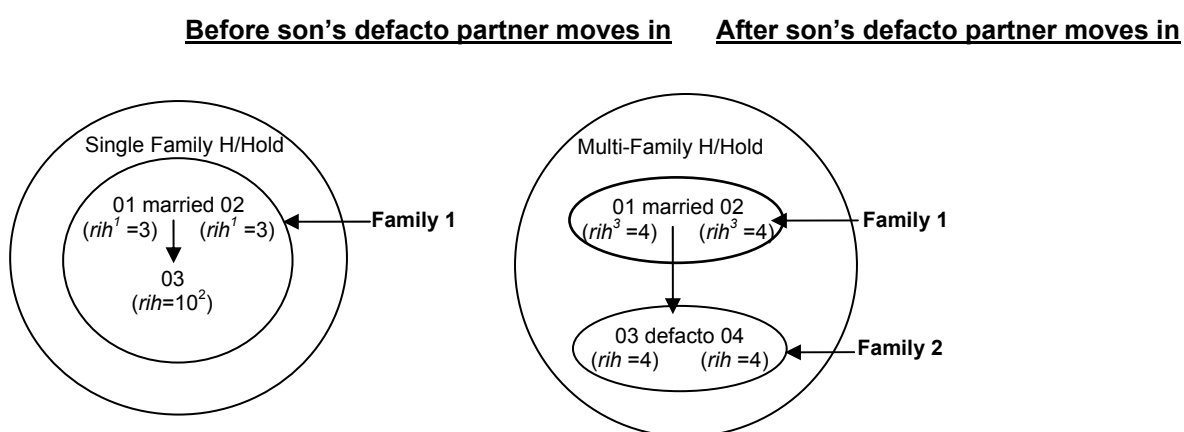 Before son's defacto partner moves in
After son's defacto partner moves in
Single Family H/Hold
01 married 02
(rih¹ =3) (rih¹ =3)
03
(rih=10²)
Family 1
Multi-Family H/Hold
01 married 02
(rih³ =4) (rih³ =4)
Family 1
03 defacto 04
(rih =4) (rih =4)
Family 2